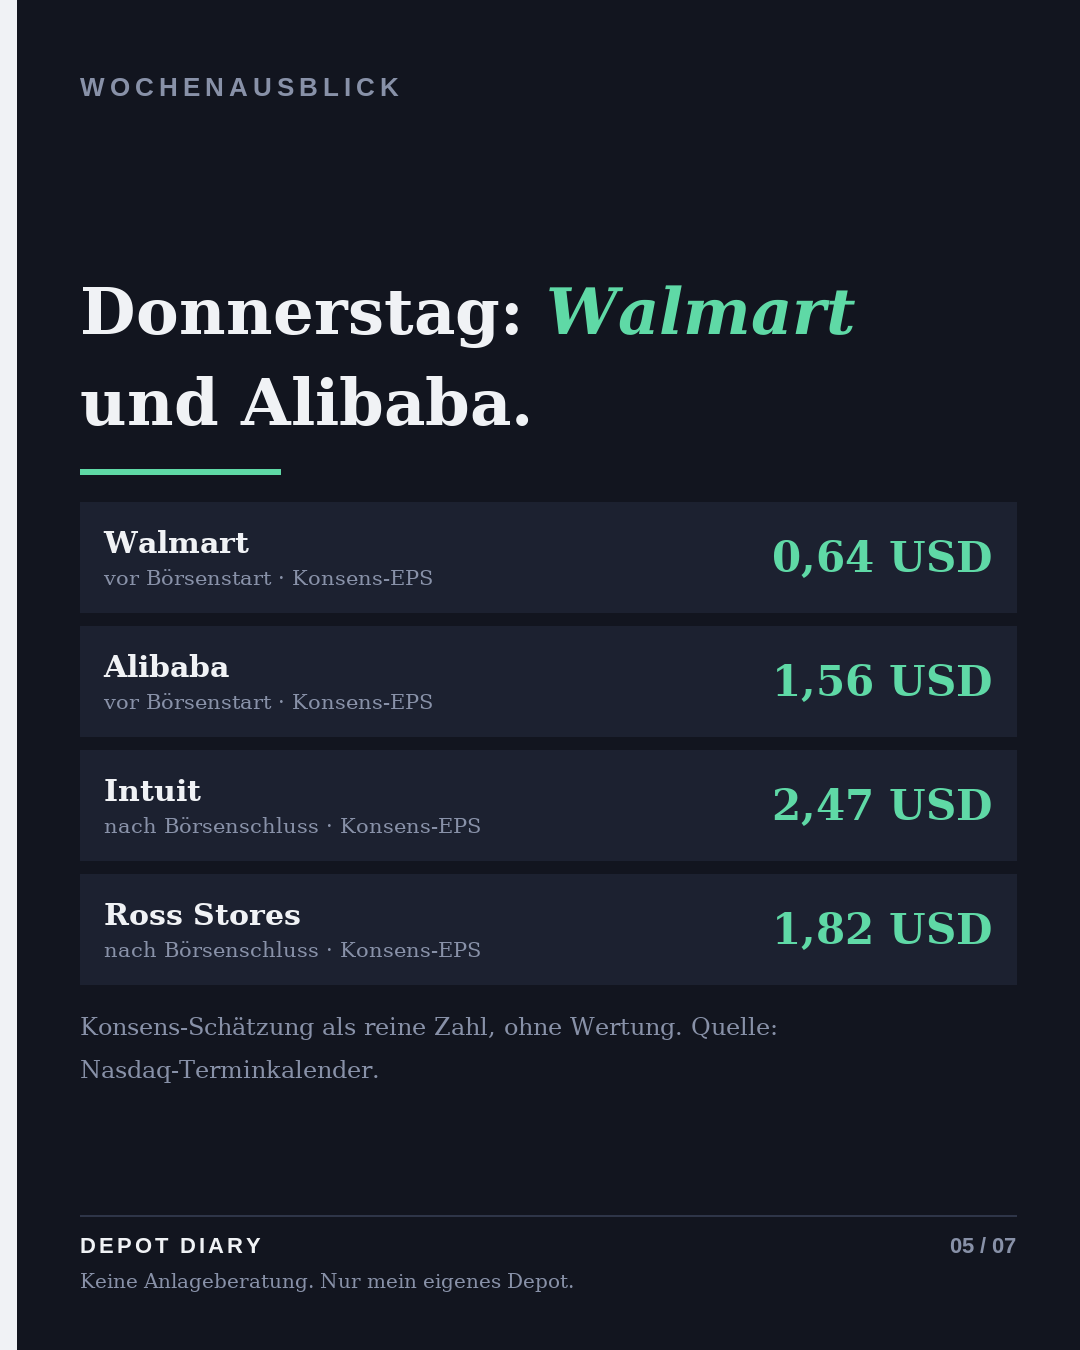 WOCHENAUSBLICK
Donnerstag: Walmart
und Alibaba.
Walmart
vor Börsenstart · Konsens-EPS
0,64 USD
Alibaba
vor Börsenstart · Konsens-EPS
1,56 USD
Intuit
nach Börsenschluss · Konsens-EPS
2,47 USD
Ross Stores
nach Börsenschluss · Konsens-EPS
1,82 USD
Konsens-Schätzung als reine Zahl, ohne Wertung. Quelle:
Nasdaq-Terminkalender.
DEPOT DIARY
05 / 07
Keine Anlageberatung. Nur mein eigenes Depot.